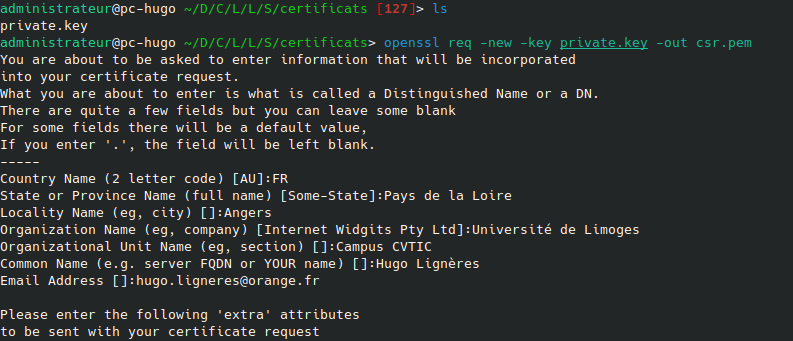 administrateur@pc-hugo ~/D/C/L/L/S/certificats [127]> ls
private.key
administrateur@pc-hugo ~/D/C/L/L/S/certificats> openssl req -new -key private.key -out csr.pem
You are about to be asked to enter information that will be incorporated
into your certificate request.
What you are about to enter is what is called a Distinguished Name or a DN.
There are quite a few fields but you can leave some blank
For some fields there will be a default value,
If you enter '.', the field will be left blank.
-----
Country Name (2 letter code) [AU]:FR
State or Province Name (full name) [Some-State]:Pays de la Loire
Locality Name (eg, city) []:Angers
Organization Name (eg, company) [Internet Widgits Pty Ltd]:Université de Limoges
Organizational Unit Name (eg, section) []:Campus CVTIC
Common Name (e.g. server FQDN or YOUR name) []:Hugo Lignères
Email Address []:hugo.ligneres@orange.fr

Please enter the following 'extra' attributes
to be sent with your certificate request